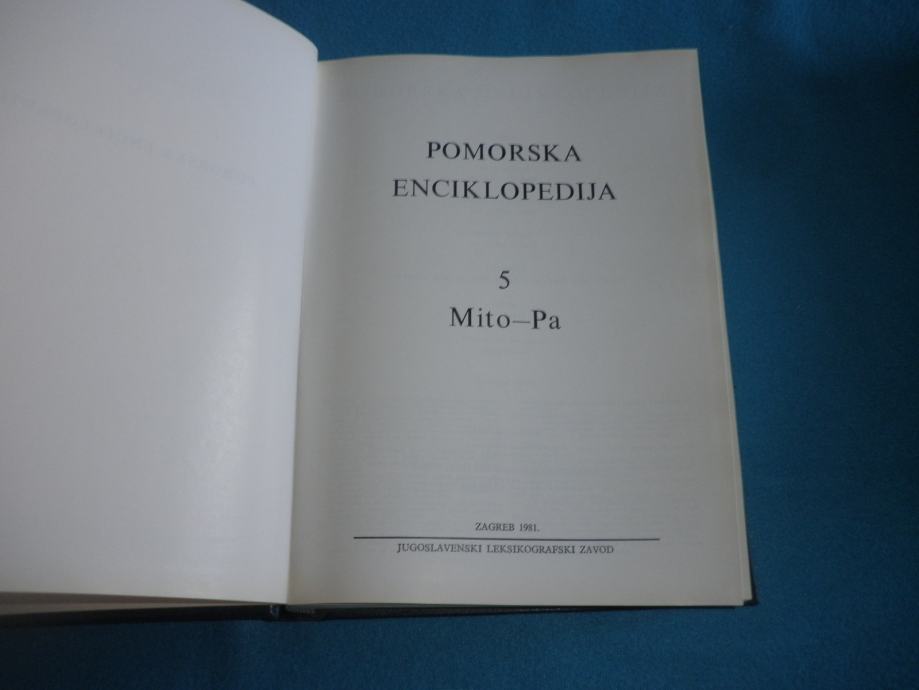 POMORSKA
ENCIKLOPEDIJA
5
Mito—Pa
ZAGREB 1981.
JUGOSLAVENSKI LEKSIKOGRAFSKI ZAVOD